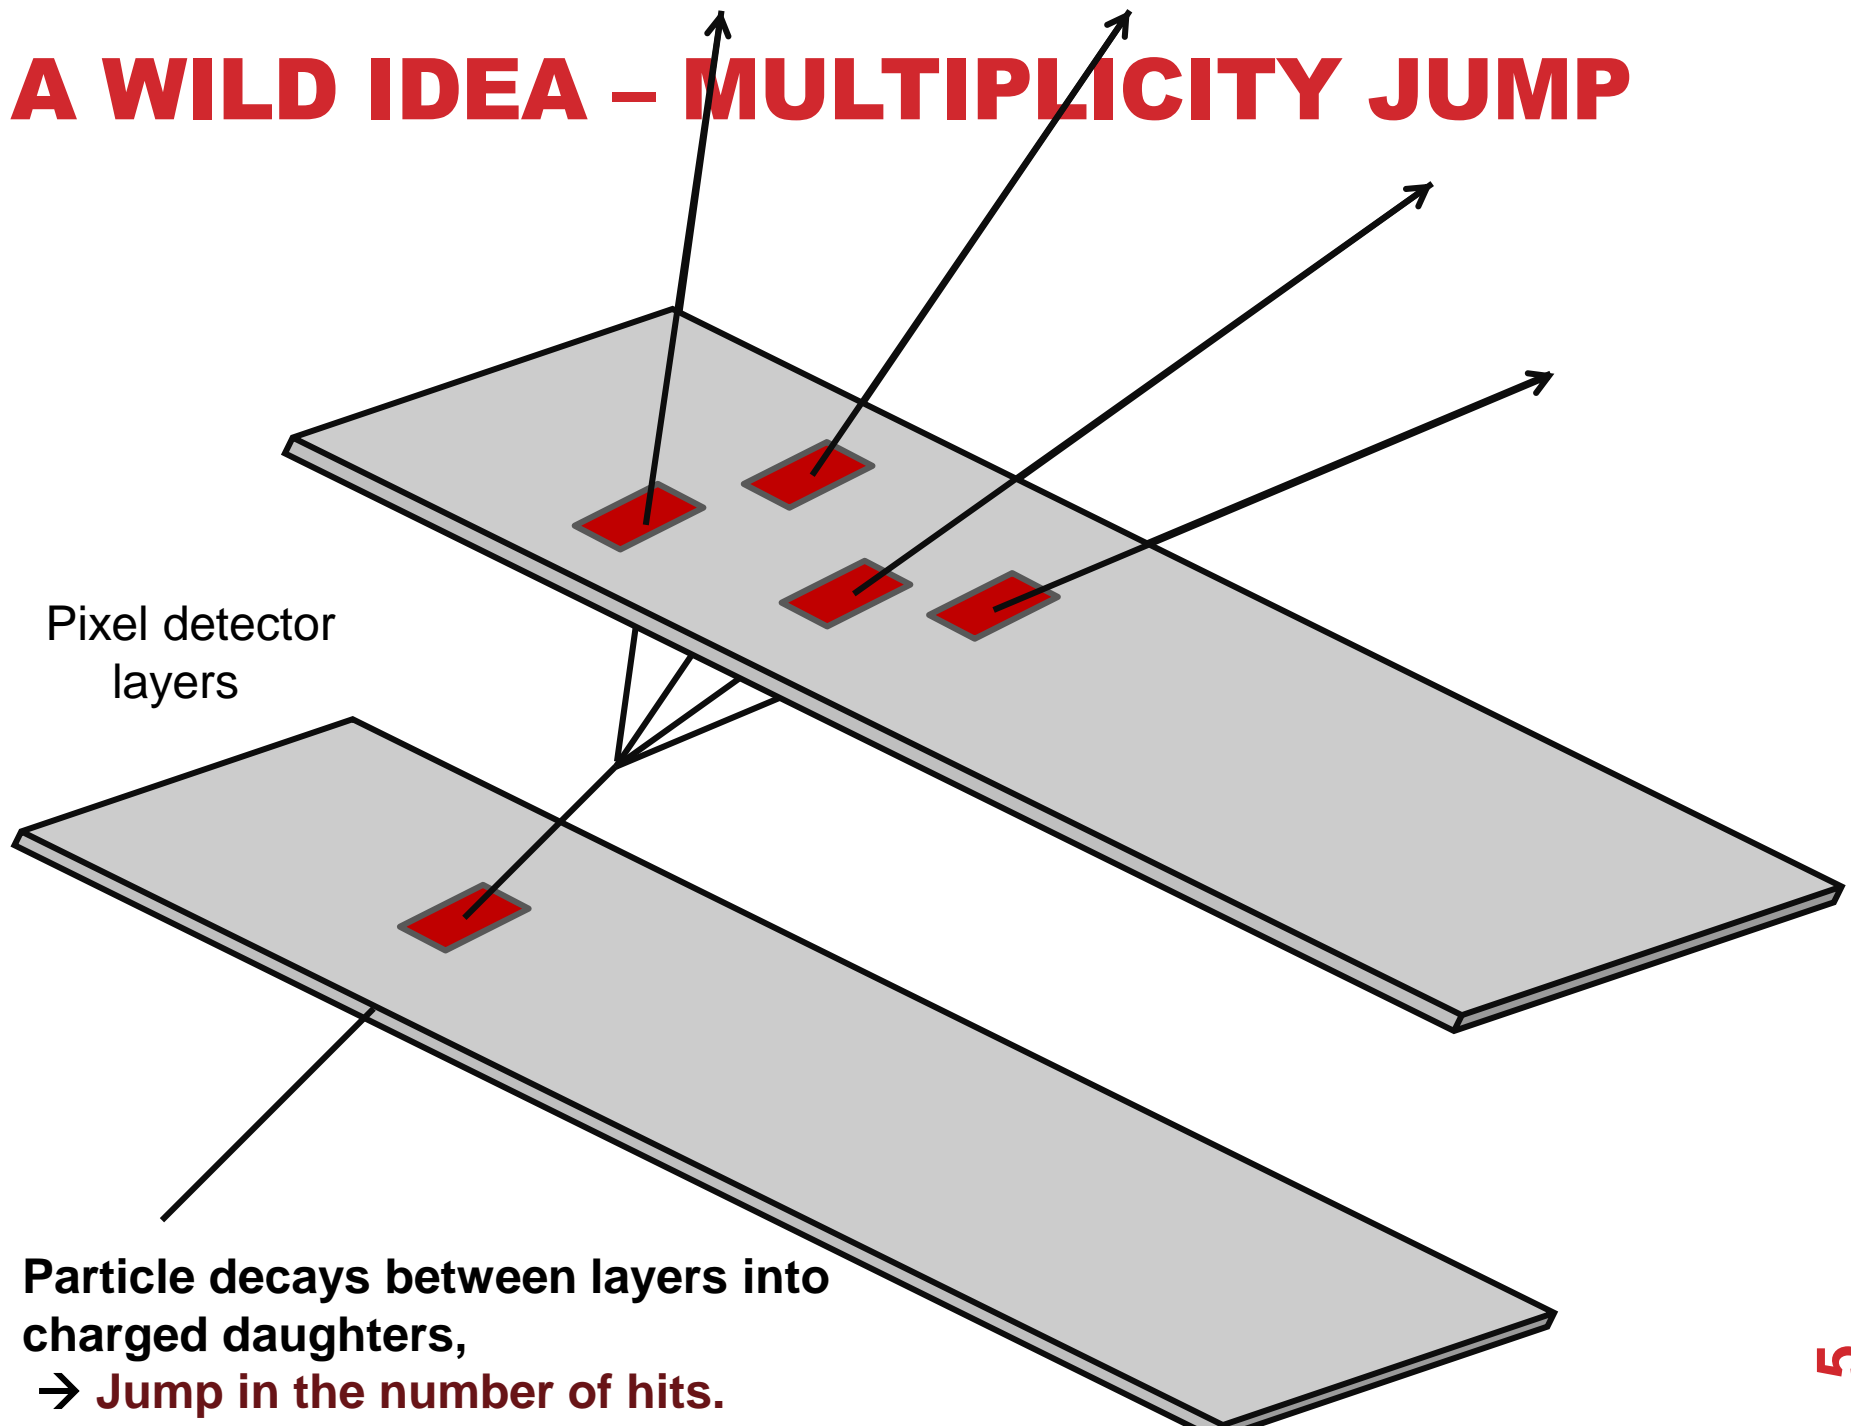 A WILD IDEA – MULTIPLICITY JUMP
Pixel detector
layers
Particle decays between layers into
charged daughters,
→ Jump in the number of hits.
5